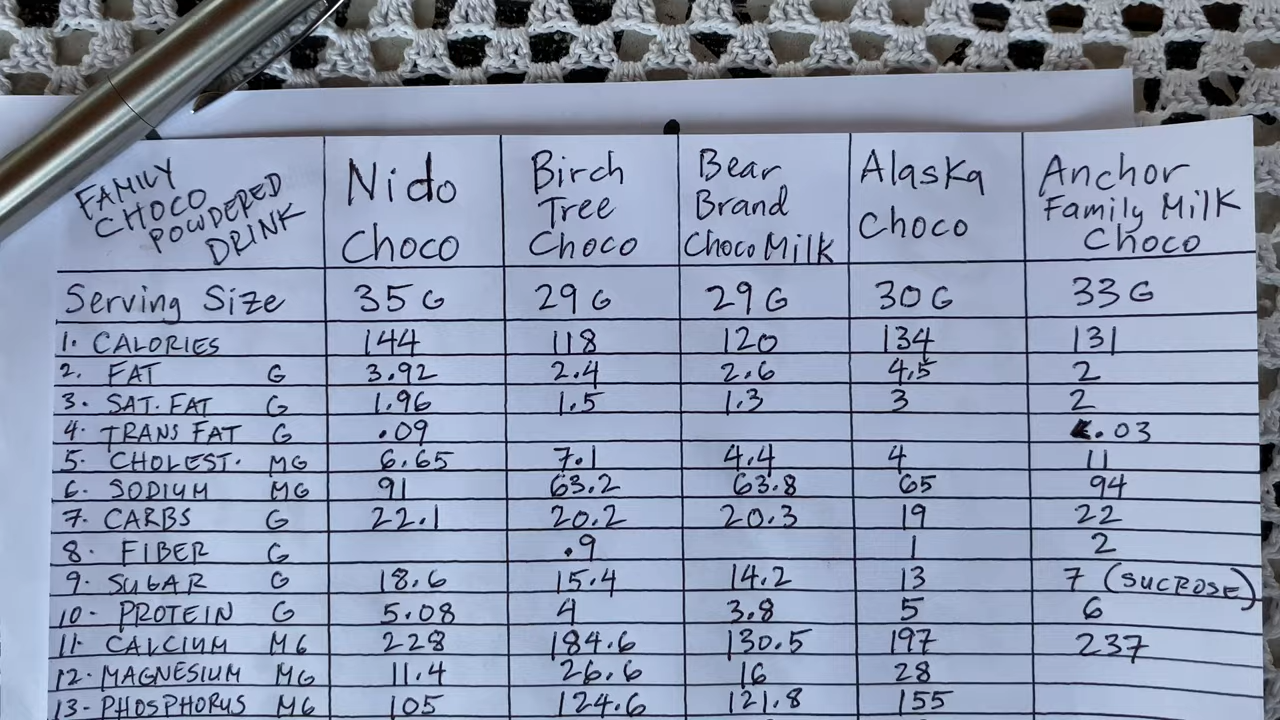 FAMILY CHOCO POWDERED DRINK | Nido Choco | Birch Tree Choco | Bear Brand Choco Milk | Alaska Choco | Anchor Family Milk Choco
Serving Size | 35 G | 29 G | 29 G | 30 G | 33 G
1. CALORIES | 144 | 118 | 120 | 134 | 131
2. FAT G | 3.92 | 2.4 | 2.6 | 4.5 | 2
3. SAT. FAT G | 1.96 | 1.5 | 1.3 | 3 | 2
4. TRANS FAT G | .09 | | | | .03
5. CHOLEST. MG | 6.65 | 7.1 | 4.4 | 4 | 11
6. SODIUM MG | 91 | 63.2 | 63.8 | 65 | 94
7. CARBS G | 22.1 | 20.2 | 20.3 | 19 | 22
8. FIBER G | | .9 | | 1 | 2
9. SUGAR G | 18.6 | 15.4 | 14.2 | 13 | 7 (SUCROSE)
10. PROTEIN G | 5.08 | 4 | 3.8 | 5 | 6
11. CALCIUM MG | 228 | 184.6 | 130.5 | 197 | 237
12. MAGNESIUM MG | 11.4 | 26.6 | 16 | 28 |
13. PHOSPHORUS MG | 105 | 124.6 | 121.8 | 155 |